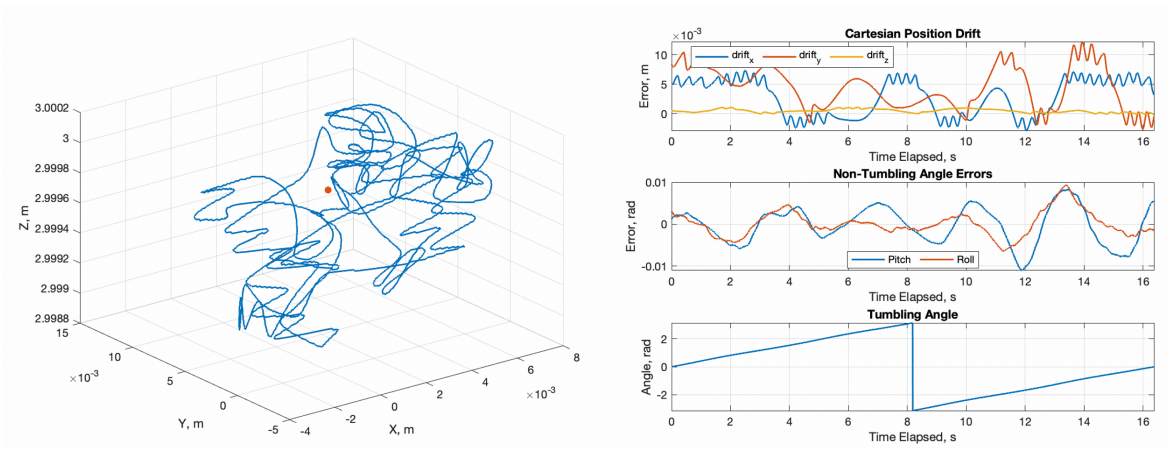 3.0002
3
2.9998
2.9996
2.9994
2.9992
2.999
2.9988
Z, m
15
10
5
0
-5
×10⁻³
Y, m
-4
-2
0
2
4
6
8
×10⁻³
X, m
Cartesian Position Drift
×10⁻³
drift_x drift_y drift_z
10
5
0
Error, m
0 2 4 6 8 10 12 14 16
Time Elapsed, s
Non-Tumbling Angle Errors
0.01
0
-0.01
Error, rad
Pitch Roll
0 2 4 6 8 10 12 14 16
Time Elapsed, s
Tumbling Angle
2
0
-2
Angle, rad
0 2 4 6 8 10 12 14 16
Time Elapsed, s